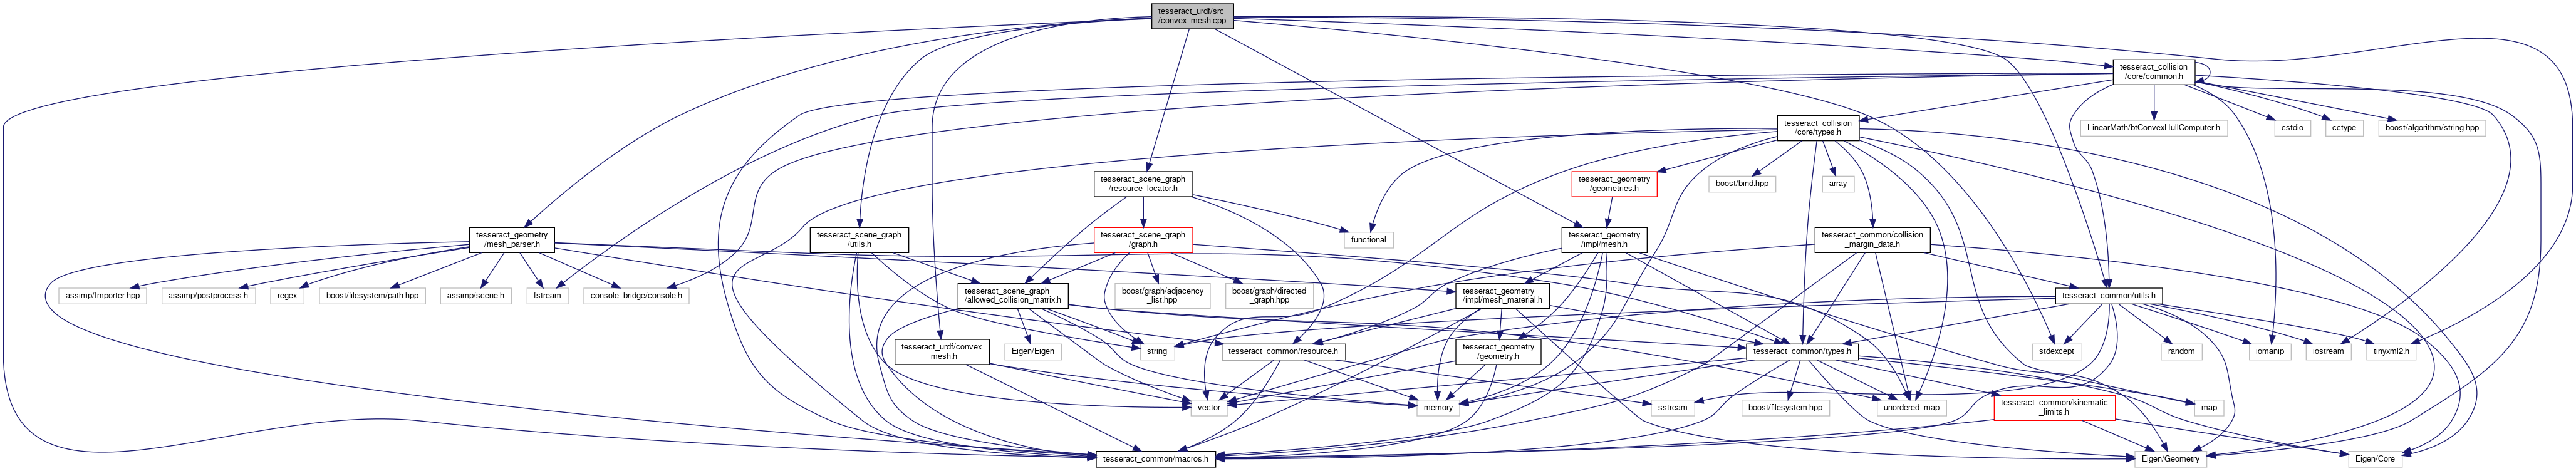 tesseract_urdf/src
/convex_mesh.cpp
tesseract_collision
/core/common.h
tesseract_collision
/core/types.h
LinearMath/btConvexHullComputer.h
cstdio
cctype
boost/algorithm/string.hpp
tesseract_scene_graph
/resource_locator.h
tesseract_geometry
/geometries.h
boost/bind.hpp
array
tesseract_geometry
/mesh_parser.h
tesseract_scene_graph
/utils.h
tesseract_scene_graph
/graph.h
functional
tesseract_geometry
/impl/mesh.h
tesseract_common/collision
_margin_data.h
assimp/Importer.hpp
assimp/postprocess.h
regex
boost/filesystem/path.hpp
assimp/scene.h
fstream
console_bridge/console.h
tesseract_scene_graph
/allowed_collision_matrix.h
boost/graph/adjacency
_list.hpp
boost/graph/directed
_graph.hpp
tesseract_geometry
/impl/mesh_material.h
tesseract_common/utils.h
tesseract_urdf/convex
_mesh.h
Eigen/Eigen
string
tesseract_common/resource.h
tesseract_geometry
/geometry.h
tesseract_common/types.h
stdexcept
random
iomanip
iostream
tinyxml2.h
vector
memory
sstream
boost/filesystem.hpp
unordered_map
tesseract_common/kinematic
_limits.h
map
tesseract_common/macros.h
Eigen/Geometry
Eigen/Core